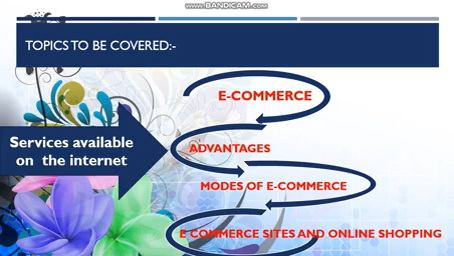 www.BANDICAM.com
TOPICS TO BE COVERED:-
E-COMMERCE
Services available
on the internet
ADVANTAGES
MODES OF E-COMMERCE
E COMMERCE SITES AND ONLINE SHOPPING